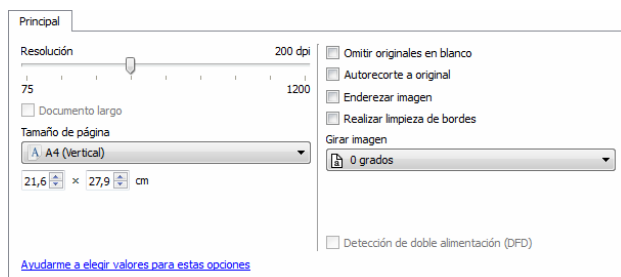 Principal
Resolución 200 dpi
75 1200
Documento largo
Tamaño de página
A4 (Vertical)
21,6 × 27,9 cm
Ayudarme a elegir valores para estas opciones
Omitir originales en blanco
Autorecorte a original
Enderezar imagen
Realizar limpieza de bordes
Girar imagen
0 grados
Detección de doble alimentación (DFD)